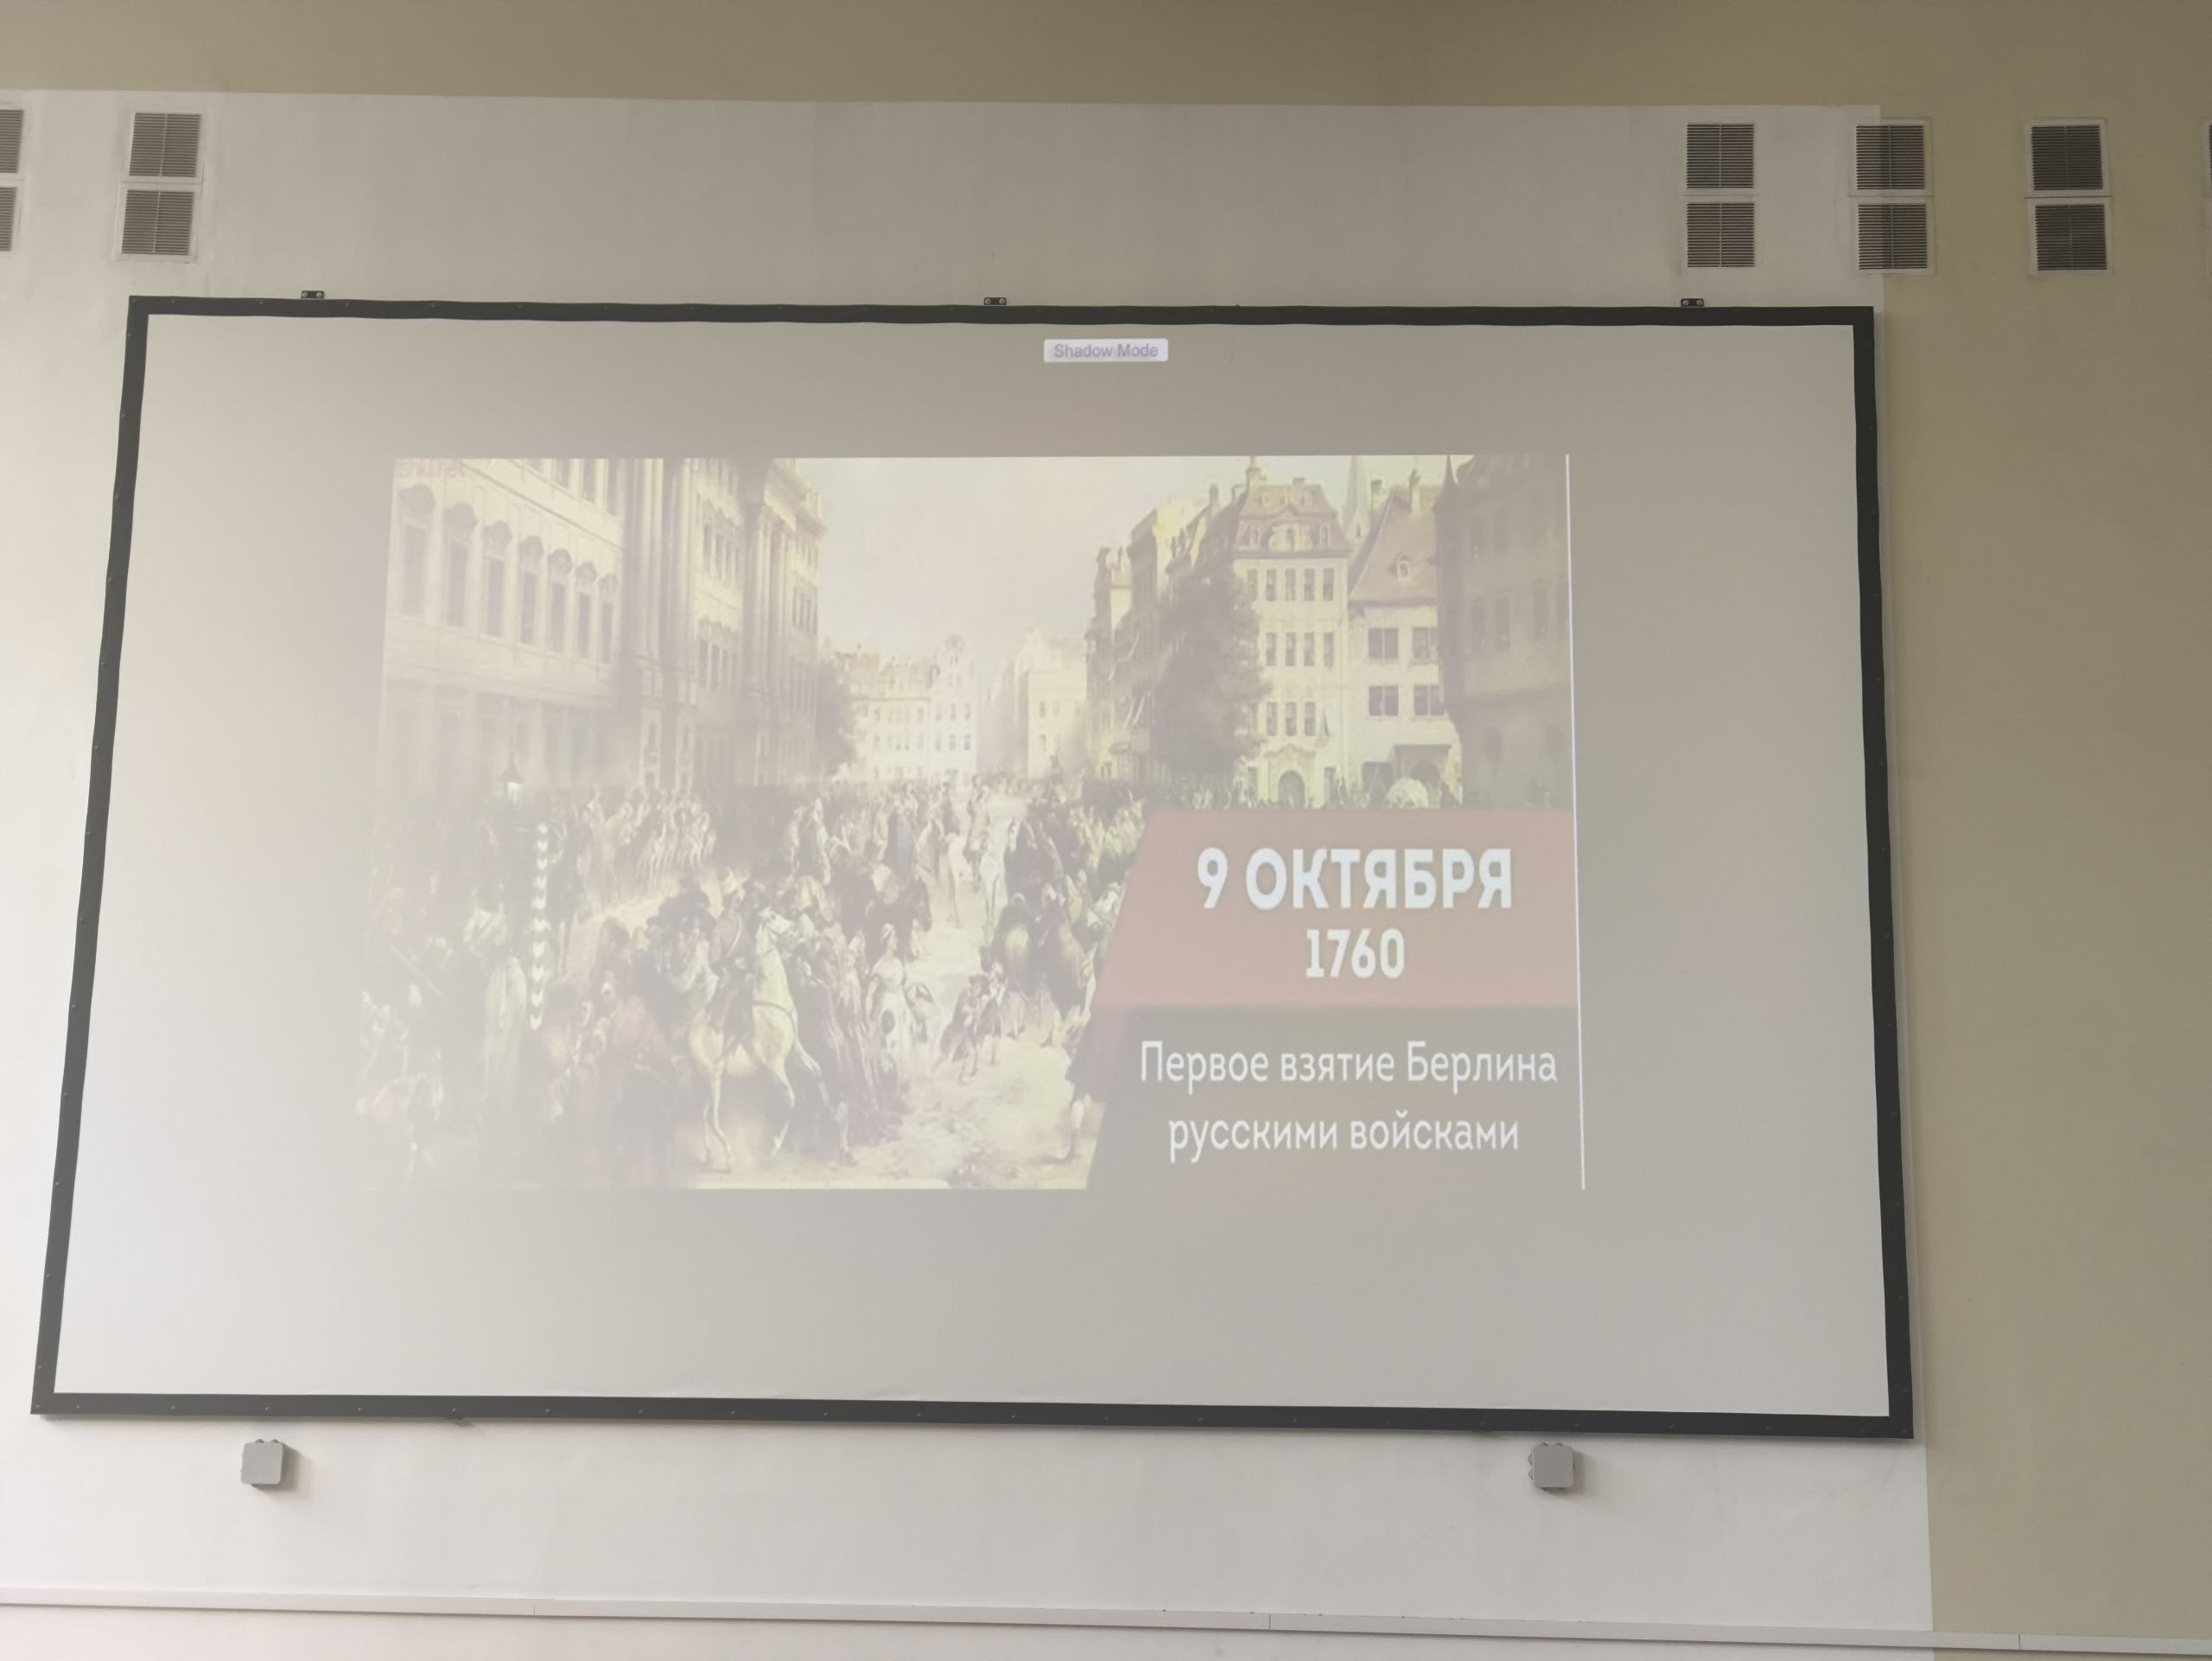 Shadow Mode
9 ОКТЯБРЯ
1760
Первое взятие Берлина
русскими войсками